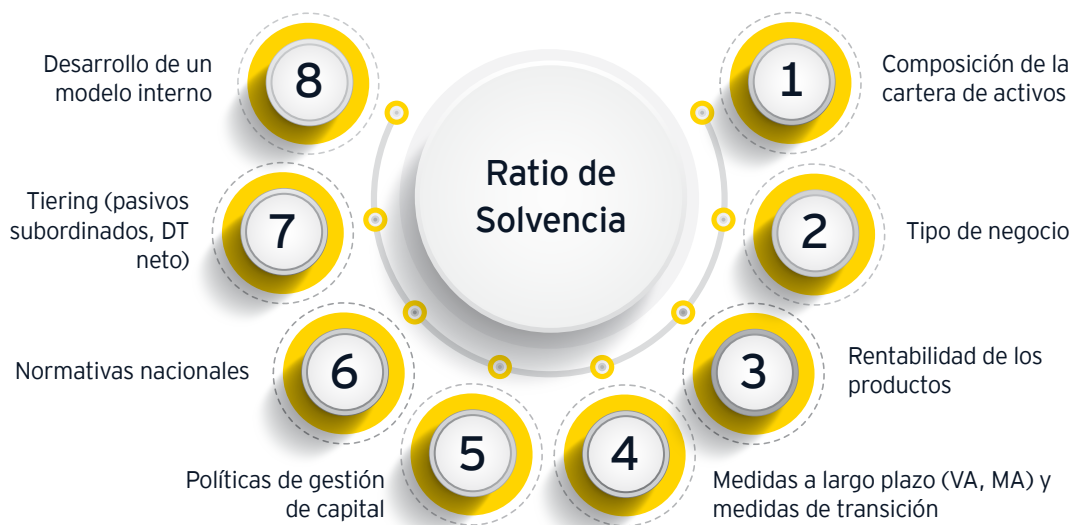 Ratio de
Solvencia
1
Composición de la
cartera de activos
2
Tipo de negocio
3
Rentabilidad de los
productos
4
Medidas a largo plazo (VA, MA) y
medidas de transición
5
Políticas de gestión
de capital
6
Normativas nacionales
7
Tiering (pasivos
subordinados, DT
neto)
8
Desarrollo de un
modelo interno